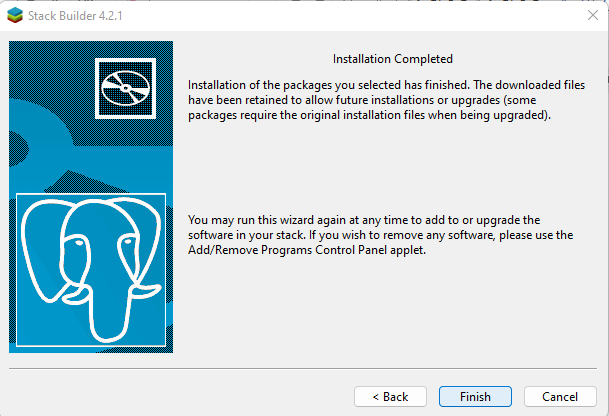 Stack Builder 4.2.1
Installation Completed
Installation of the packages you selected has finished. The downloaded files
have been retained to allow future installations or upgrades (some
packages require the original installation files when being upgraded).
You may run this wizard again at any time to add to or upgrade the
software in your stack. If you wish to remove any software, please use the
Add/Remove Programs Control Panel applet.
< Back
Finish
Cancel